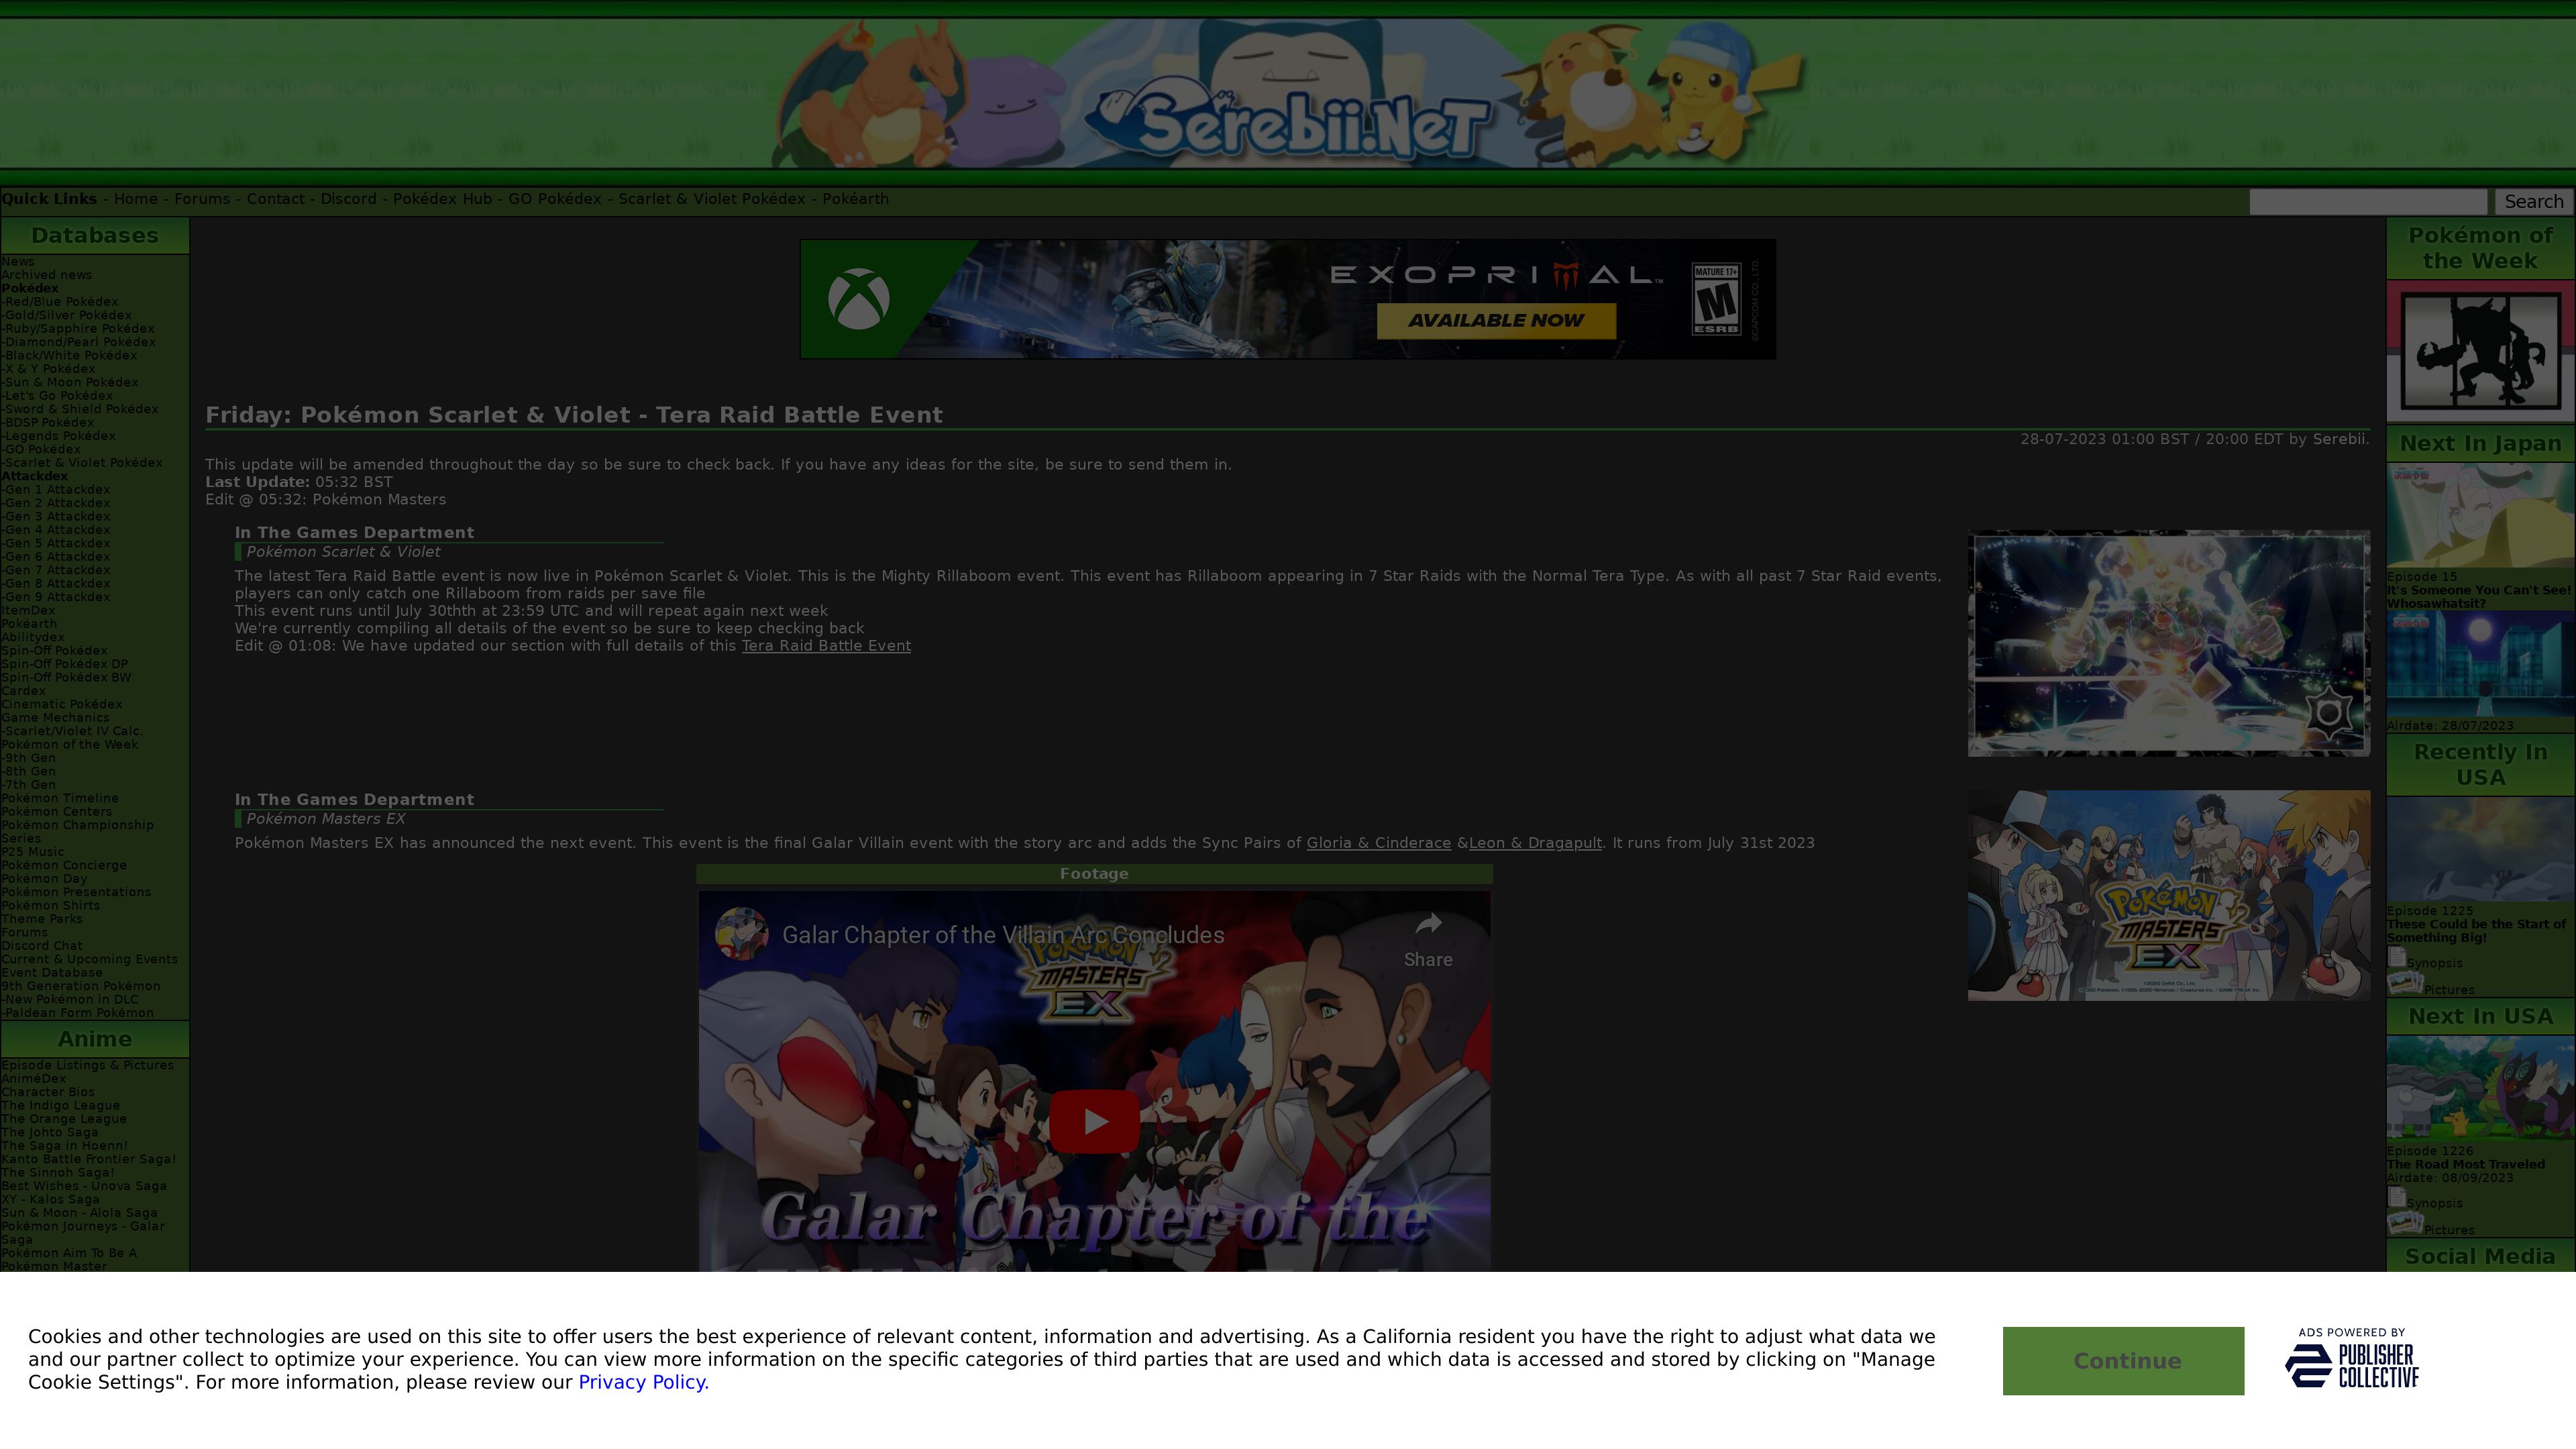 Serebii.NeT
Quick Links - Home - Forums - Contact - Discord - Pokédex Hub - GO Pokédex - Scarlet & Violet Pokédex - Pokéarth
Search
Databases
News
Archived news
Pokédex
-Red/Blue Pokédex
-Gold/Silver Pokédex
-Ruby/Sapphire Pokédex
-Diamond/Pearl Pokédex
-Black/White Pokédex
-X & Y Pokédex
-Sun & Moon Pokédex
-Let's Go Pokédex
-Sword & Shield Pokédex
-BDSP Pokédex
-Legends Pokédex
-GO Pokédex
-Scarlet & Violet Pokédex
Attackdex
-Gen 1 Attackdex
-Gen 2 Attackdex
-Gen 3 Attackdex
-Gen 4 Attackdex
-Gen 5 Attackdex
-Gen 6 Attackdex
-Gen 7 Attackdex
-Gen 8 Attackdex
-Gen 9 Attackdex
ItemDex
Pokéarth
Abilitydex
Spin-Off Pokédex
Spin-Off Pokédex DP
Spin-Off Pokédex BW
Cardex
Cinematic Pokédex
Game Mechanics
-Scarlet/Violet IV Calc.
Pokémon of the Week
-9th Gen
-8th Gen
-7th Gen
Pokémon Timeline
Pokémon Centers
Pokémon Championship
Series
P25 Music
Pokémon Concierge
Pokémon Day
Pokémon Presentations
Pokémon Shirts
Theme Parks
Forums
Discord Chat
Current & Upcoming Events
Event Database
9th Generation Pokémon
-New Pokémon in DLC
-Paldean Form Pokémon
Anime
Episode Listings & Pictures
AniméDex
Character Bios
The Indigo League
The Orange League
The Johto Saga
The Saga in Hoenn!
Kanto Battle Frontier Saga!
The Sinnoh Saga!
Best Wishes - Unova Saga
XY - Kalos Saga
Sun & Moon - Alola Saga
Pokémon Journeys - Galar
Saga
Pokémon Aim To Be A
Pokémon Master
EXOPRIMAL™
AVAILABLE NOW
MATURE 17+
M
ESRB
©CAPCOM CO., LTD.
Friday: Pokémon Scarlet & Violet - Tera Raid Battle Event
28-07-2023 01:00 BST / 20:00 EDT by Serebii.
This update will be amended throughout the day so be sure to check back. If you have any ideas for the site, be sure to send them in.
Last Update: 05:32 BST
Edit @ 05:32: Pokémon Masters
In The Games Department
Pokémon Scarlet & Violet
The latest Tera Raid Battle event is now live in Pokémon Scarlet & Violet. This is the Mighty Rillaboom event. This event has Rillaboom appearing in 7 Star Raids with the Normal Tera Type. As with all past 7 Star Raid events,
players can only catch one Rillaboom from raids per save file
This event runs until July 30thth at 23:59 UTC and will repeat again next week
We're currently compiling all details of the event so be sure to keep checking back
Edit @ 01:08: We have updated our section with full details of this Tera Raid Battle Event
In The Games Department
Pokémon Masters EX
Pokémon Masters EX has announced the next event. This event is the final Galar Villain event with the story arc and adds the Sync Pairs of Gloria & Cinderace &Leon & Dragapult. It runs from July 31st 2023
POKéMON
MASTERS
EX
Footage
Galar Chapter of the Villain Arc Concludes
Share
POKéMON
MASTERS
EX
Galar Chapter of the
Pokémon of
the Week
Next In Japan
Episode 15
It's Someone You Can't See!
Whosawhatsit?
Airdate: 28/07/2023
Recently In
USA
Episode 1225
These Could be the Start of
Something Big!
Synopsis
Pictures
Next In USA
Episode 1226
The Road Most Traveled
Airdate: 08/09/2023
Synopsis
Pictures
Social Media
Cookies and other technologies are used on this site to offer users the best experience of relevant content, information and advertising. As a California resident you have the right to adjust what data we
and our partner collect to optimize your experience. You can view more information on the specific categories of third parties that are used and which data is accessed and stored by clicking on "Manage
Cookie Settings". For more information, please review our Privacy Policy.
Continue
ADS POWERED BY
PUBLISHER
COLLECTIVE